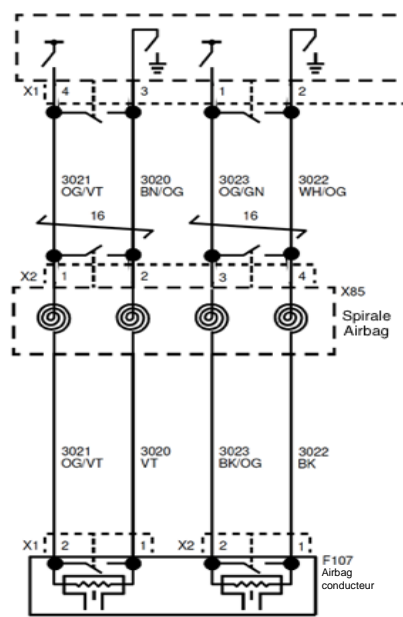 X1 4 3 1 2
3021 3020 3023 3022
OG/VT BN/OG OG/GN WH/OG
16 16
X2 1 2 3 4
X85
Spirale
Airbag
3021 3020 3023 3022
OG/VT VT BK/OG BK
X1 2 1 X2 2 1
F107
Airbag
conducteur